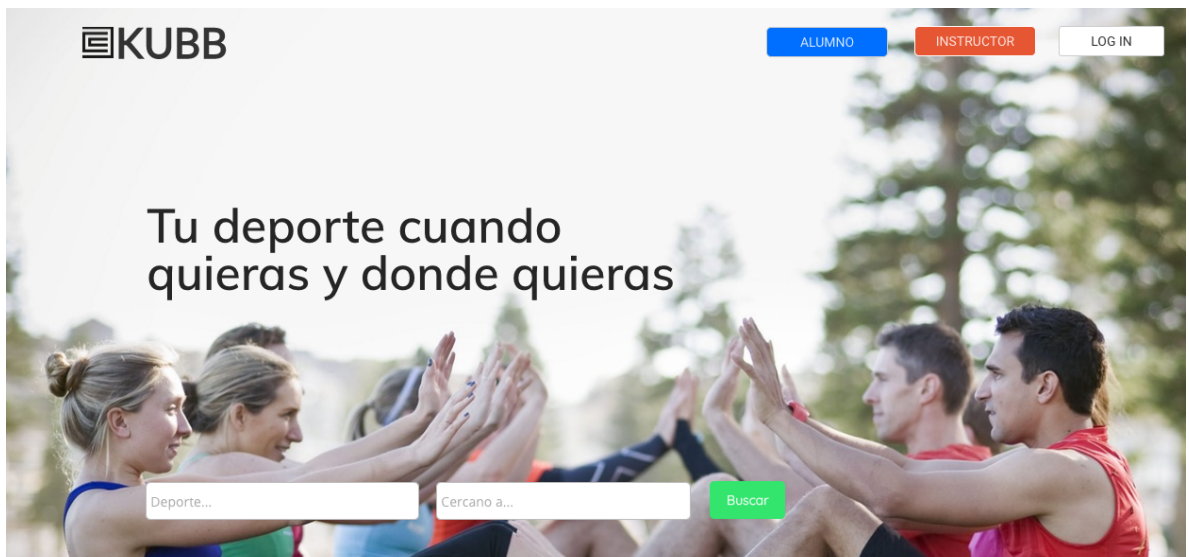 KUBB
ALUMNO
INSTRUCTOR
LOG IN
Tu deporte cuando
quieras y donde quieras
Deporte...
Cercano a...
Buscar